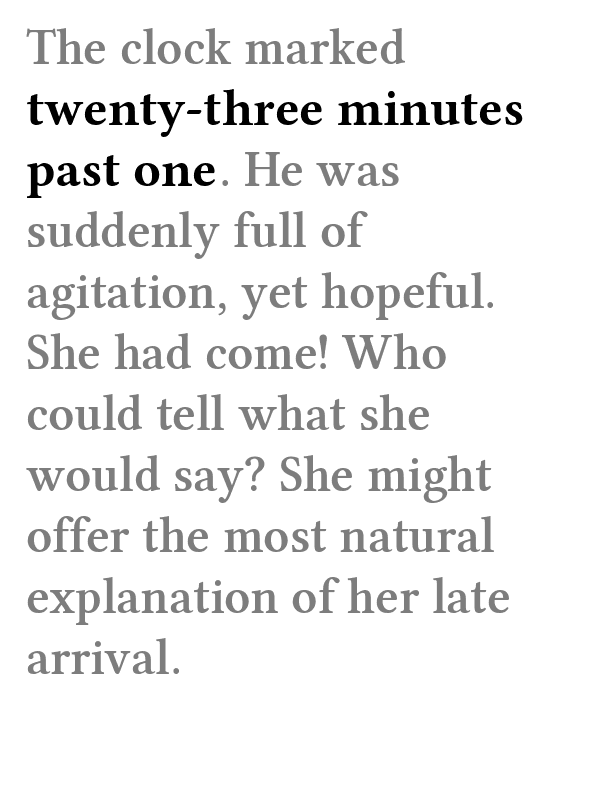 The clock marked
twenty-three minutes
past one. He was
suddenly full of
agitation, yet hopeful.
She had come! Who
could tell what she
would say? She might
offer the most natural
explanation of her late
arrival.